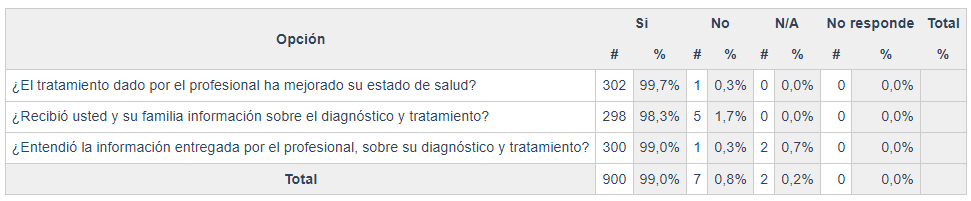 Opción Si No N/A No responde Total
# % # % # % # % %
¿El tratamiento dado por el profesional ha mejorado su estado de salud? 302 99,7% 1 0,3% 0 0,0% 0 0,0%
¿Recibió usted y su familia información sobre el diagnóstico y tratamiento? 298 98,3% 5 1,7% 0 0,0% 0 0,0%
¿Entendió la información entregada por el profesional, sobre su diagnóstico y tratamiento? 300 99,0% 1 0,3% 2 0,7% 0 0,0%
Total 900 99,0% 7 0,8% 2 0,2% 0 0,0%